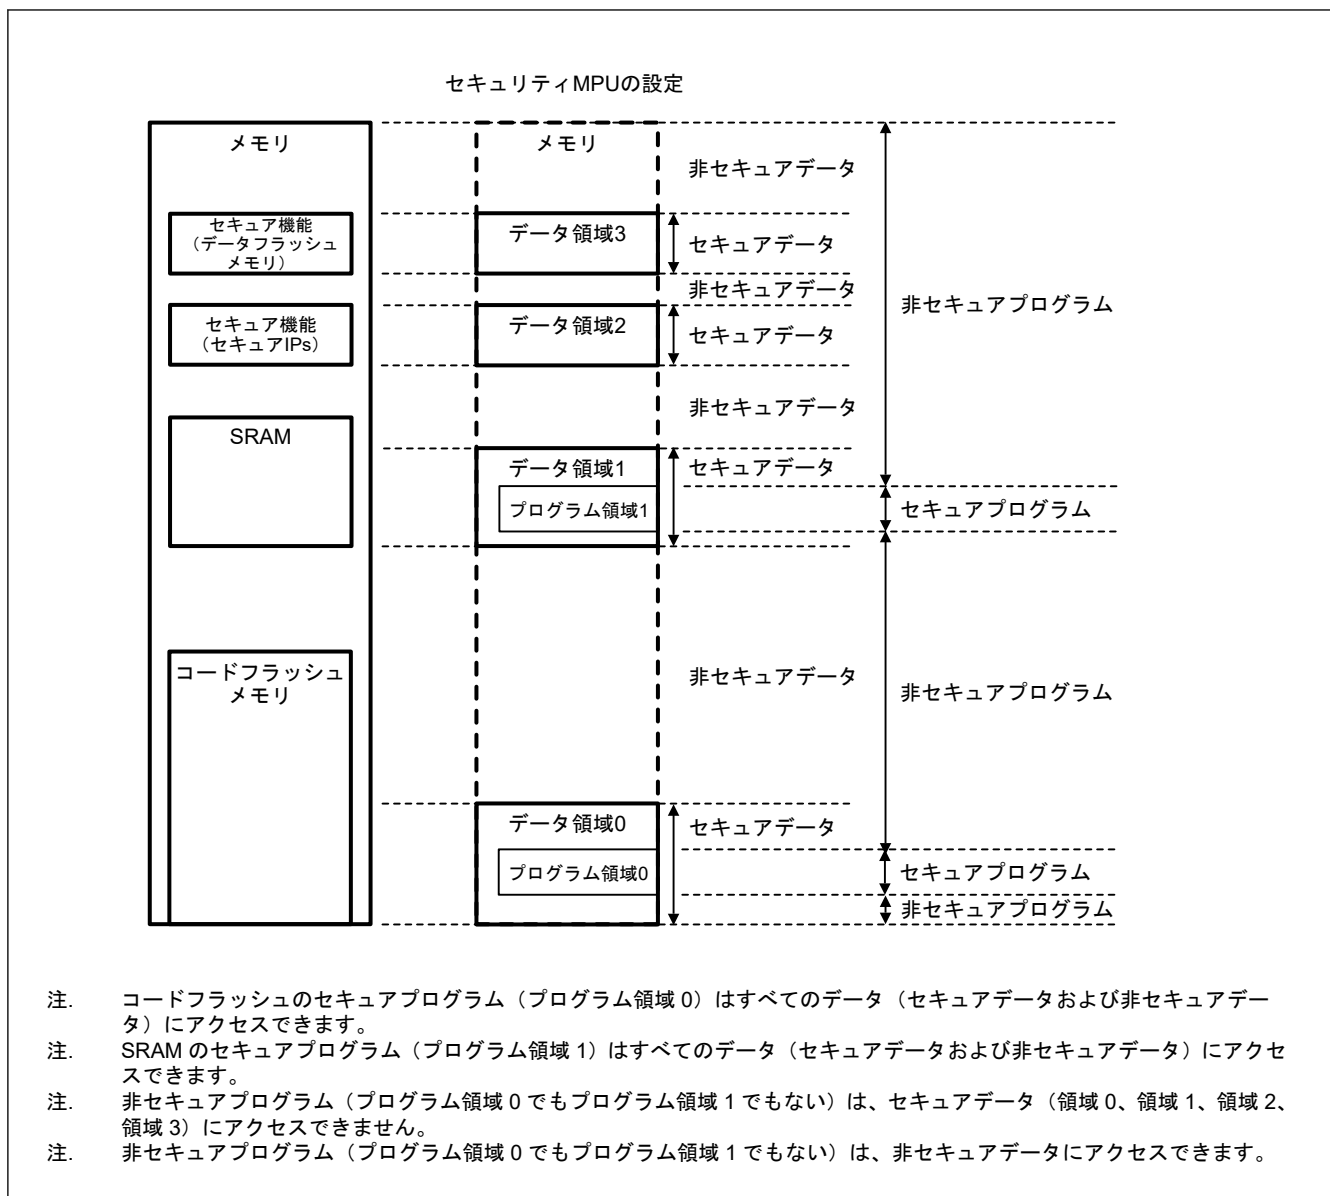 セキュリティMPUの設定
メモリ
メモリ
非セキュアデータ
セキュア機能
（データフラッシュ
メモリ）
データ領域3
セキュアデータ
非セキュアデータ
非セキュアプログラム
セキュア機能
（セキュアIPs）
データ領域2
セキュアデータ
非セキュアデータ
SRAM
データ領域1
セキュアデータ
プログラム領域1
セキュアプログラム
コードフラッシュ
メモリ
非セキュアデータ
非セキュアプログラム
データ領域0
セキュアデータ
プログラム領域0
セキュアプログラム
非セキュアプログラム
注. コードフラッシュのセキュアプログラム（プログラム領域 0）はすべてのデータ（セキュアデータおよび非セキュアデー
タ）にアクセスできます。
注. SRAM のセキュアプログラム（プログラム領域 1）はすべてのデータ（セキュアデータおよび非セキュアデータ）にアクセ
スできます。
注. 非セキュアプログラム（プログラム領域 0 でもプログラム領域 1 でもない）は、セキュアデータ（領域 0、領域 1、領域 2、
領域 3）にアクセスできません。
注. 非セキュアプログラム（プログラム領域 0 でもプログラム領域 1 でもない）は、非セキュアデータにアクセスできます。